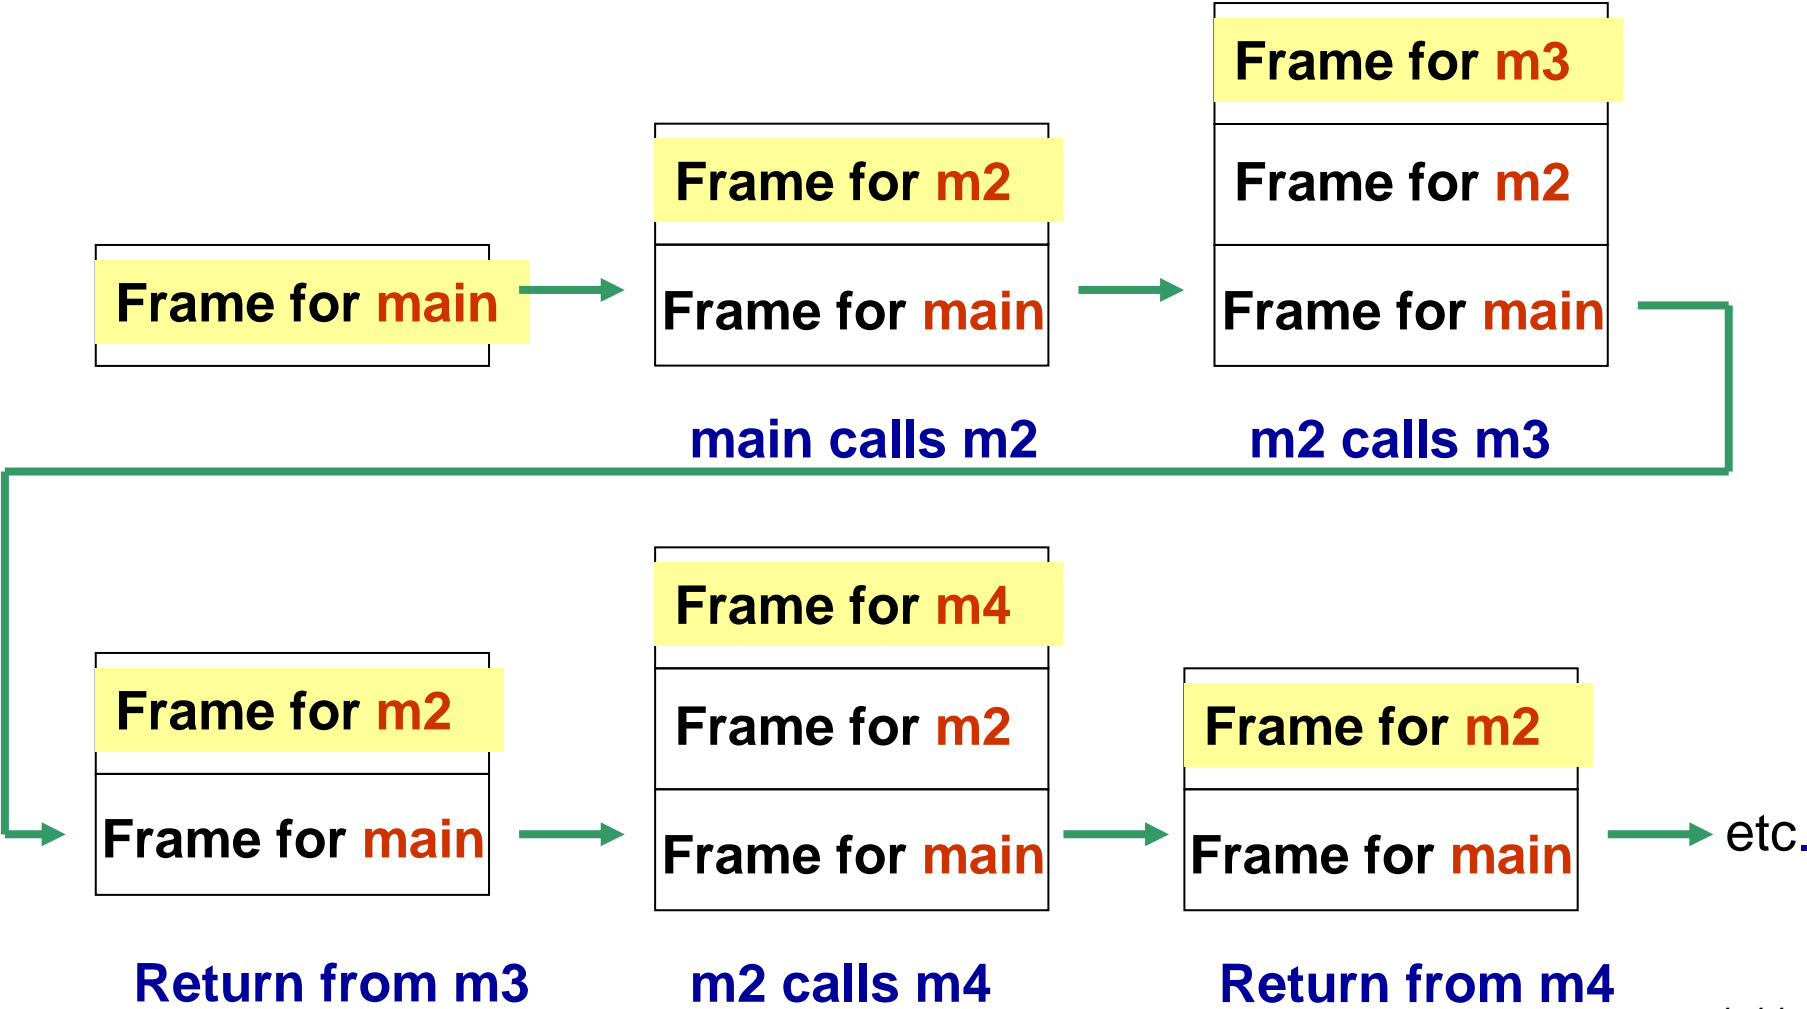 Frame for m3
Frame for m2
Frame for m2
Frame for main
Frame for main
Frame for main
main calls m2
m2 calls m3
Frame for m4
Frame for m2
Frame for m2
Frame for m2
Frame for main
Frame for main
Frame for main
etc.
Return from m3
m2 calls m4
Return from m4